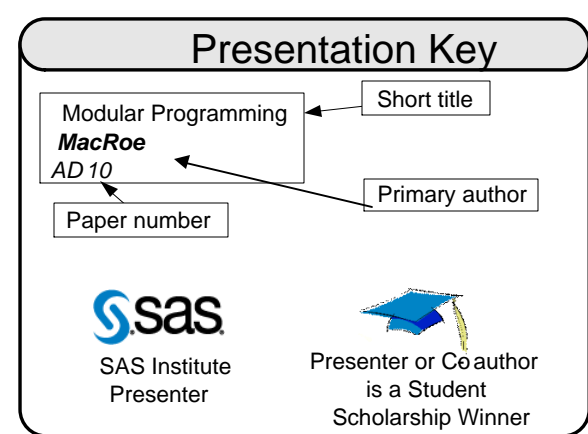 Presentation Key
Modular Programming
MacRoe
AD 10
Short title
Primary author
Paper number
sas
SAS Institute
Presenter
Presenter or Co author
is a Student
Scholarship Winner